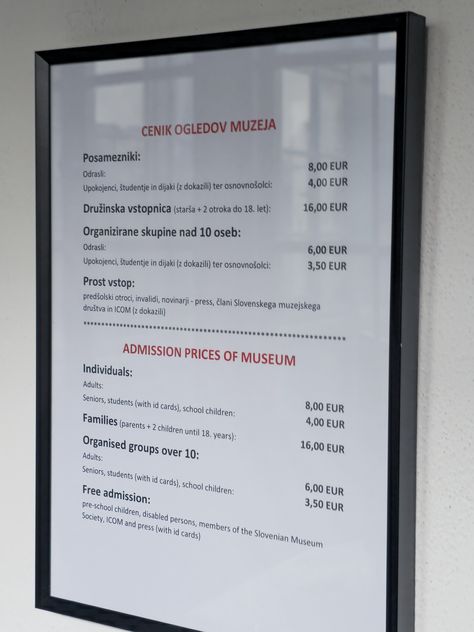 CENIK OGLEDOV MUZEJA
Posamezniki:
Odrasli: 8,00 EUR
Upokojenci, študentje in dijaki (z dokazili) ter osnovnošolci: 4,00 EUR
Družinska vstopnica (starša + 2 otroka do 18. let): 16,00 EUR
Organizirane skupine nad 10 oseb:
Odrasli: 6,00 EUR
Upokojenci, študentje in dijaki (z dokazili) ter osnovnošolci: 3,50 EUR
Prost vstop:
predšolski otroci, invalidi, novinarji - press, člani Slovenskega muzejskega
društva in ICOM (z dokazili)
ADMISSION PRICES OF MUSEUM
Individuals:
Adults: 8,00 EUR
Seniors, students (with id cards), school children: 4,00 EUR
Families (parents + 2 children until 18. years): 16,00 EUR
Organised groups over 10:
Adults: 6,00 EUR
Seniors, students (with id cards), school children: 3,50 EUR
Free admission:
pre-school children, disabled persons, members of the Slovenian Museum
Society, ICOM and press (with id cards)